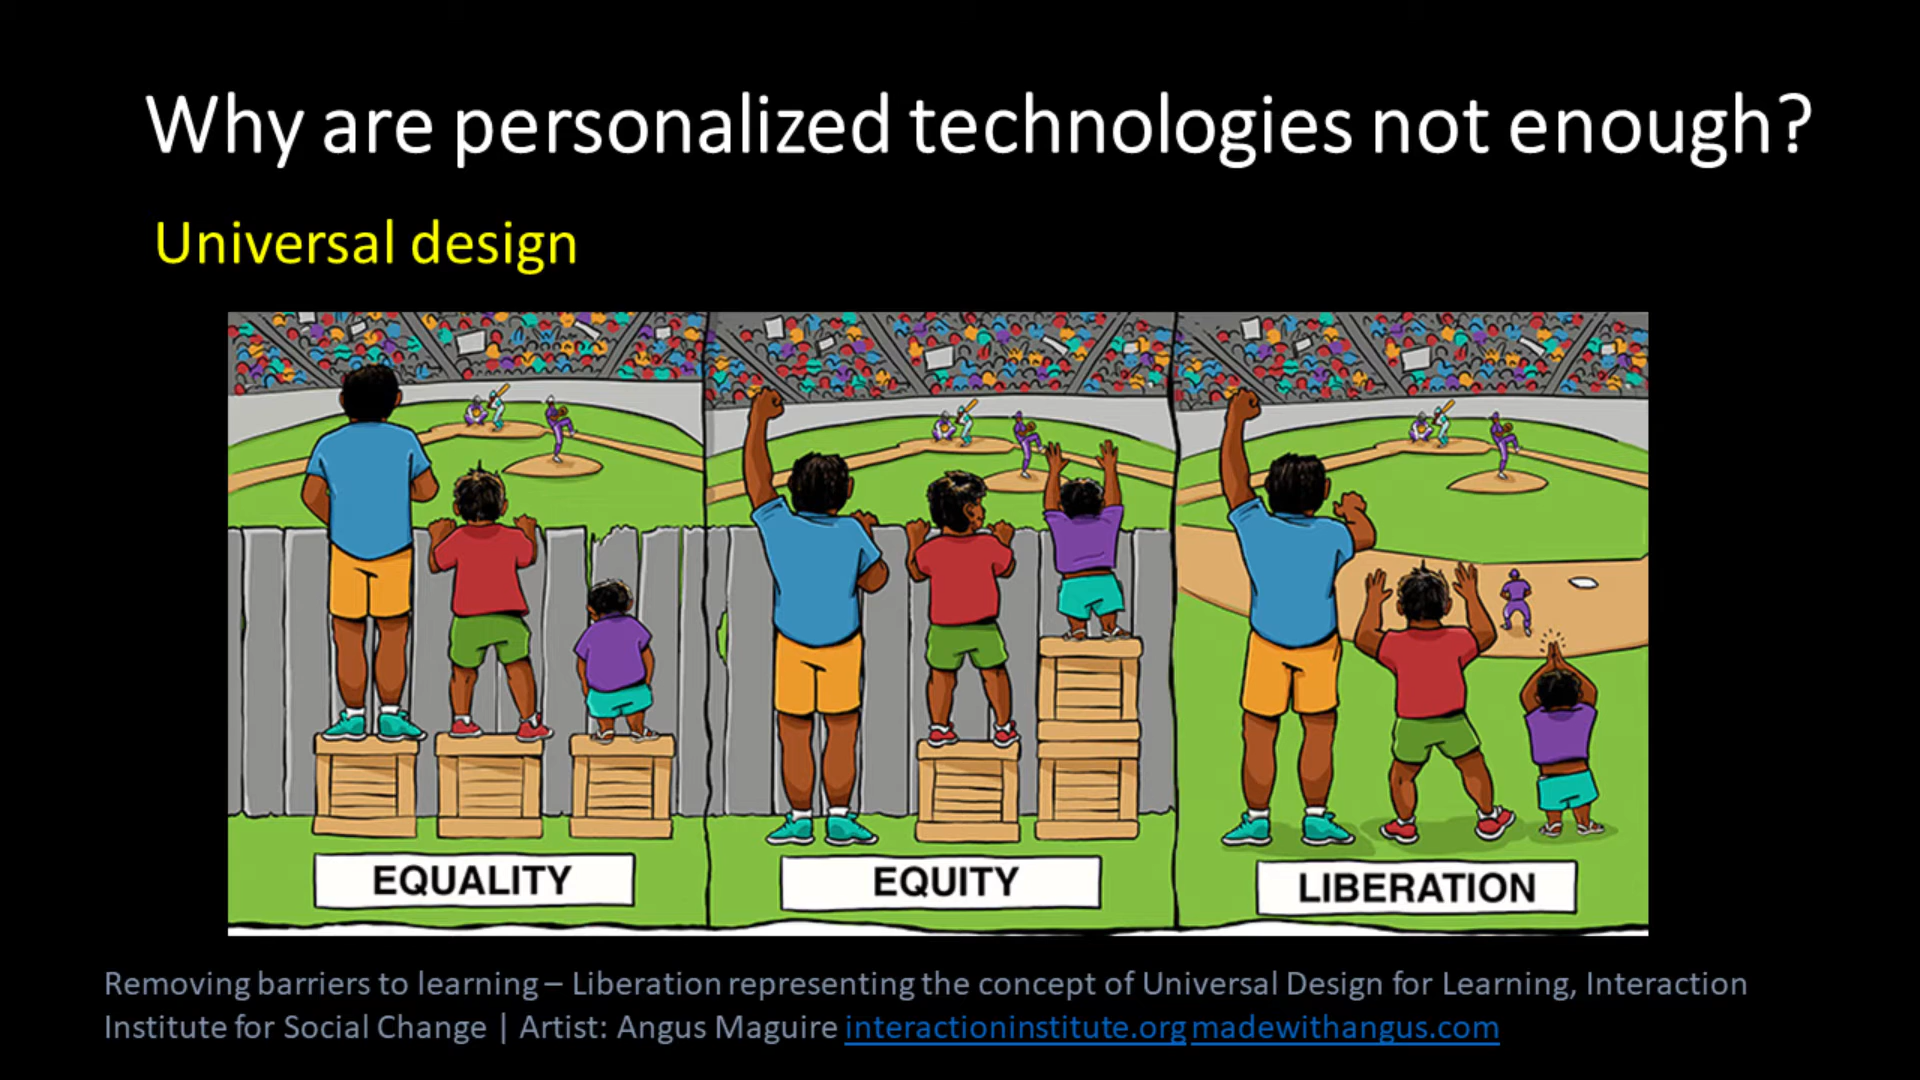 Why are personalized technologies not enough?
Universal design
EQUALITY
EQUITY
LIBERATION
Removing barriers to learning – Liberation representing the concept of Universal Design for Learning, Interaction
Institute for Social Change | Artist: Angus Maguire interactioninstitute.org madewithangus.com